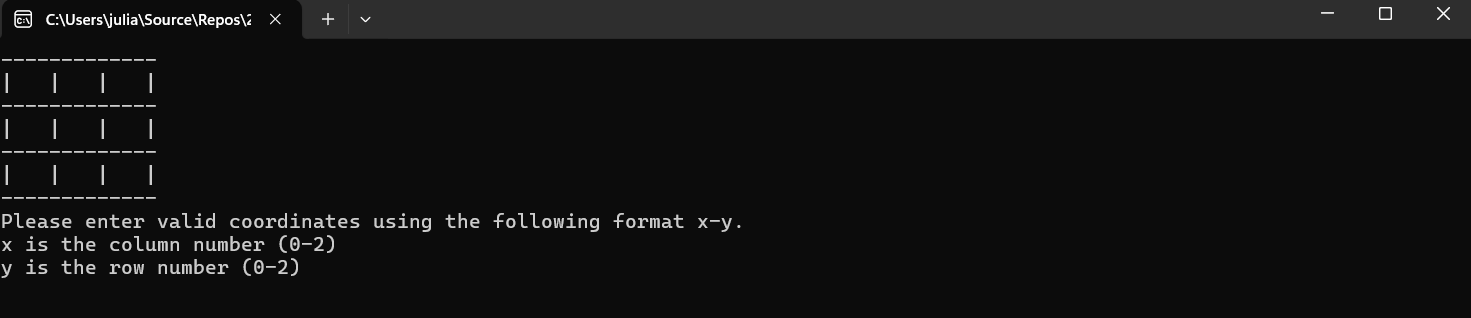 C:\Users\julia\Source\Repos\2
-------------
|   |   |   |
-------------
|   |   |   |
-------------
|   |   |   |
-------------
Please enter valid coordinates using the following format x-y.
x is the column number (0-2)
y is the row number (0-2)